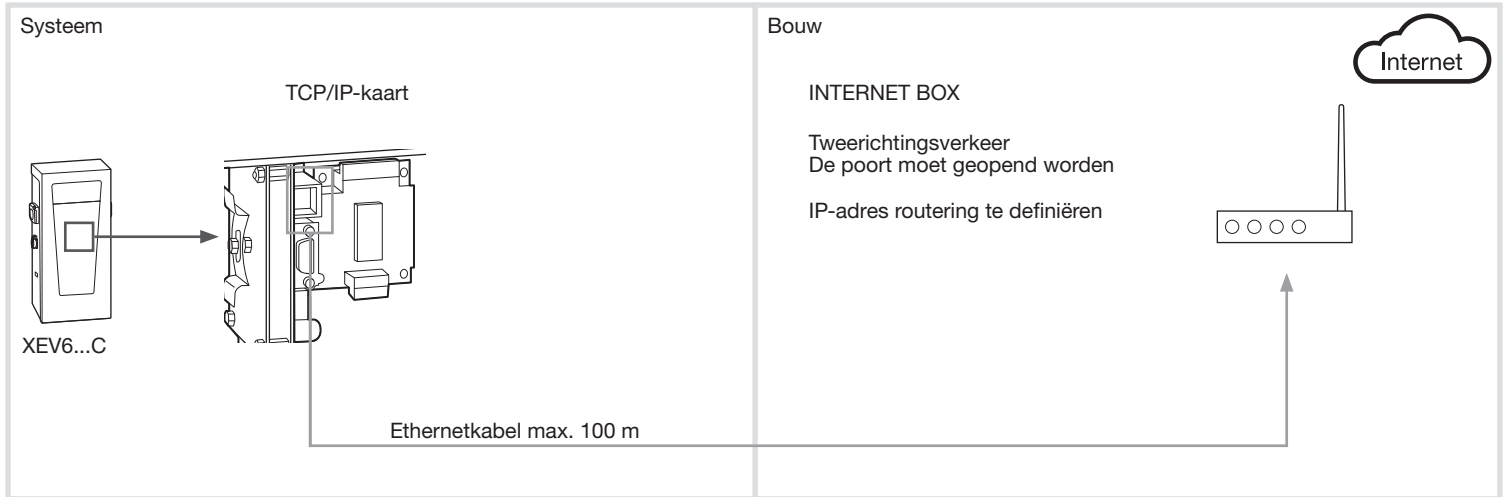 Systeem
TCP/IP-kaart
XEV6...C
Ethernetkabel max. 100 m
Bouw
Internet
INTERNET BOX
Tweerichtingsverkeer
De poort moet geopend worden
IP-adres routering te definiëren